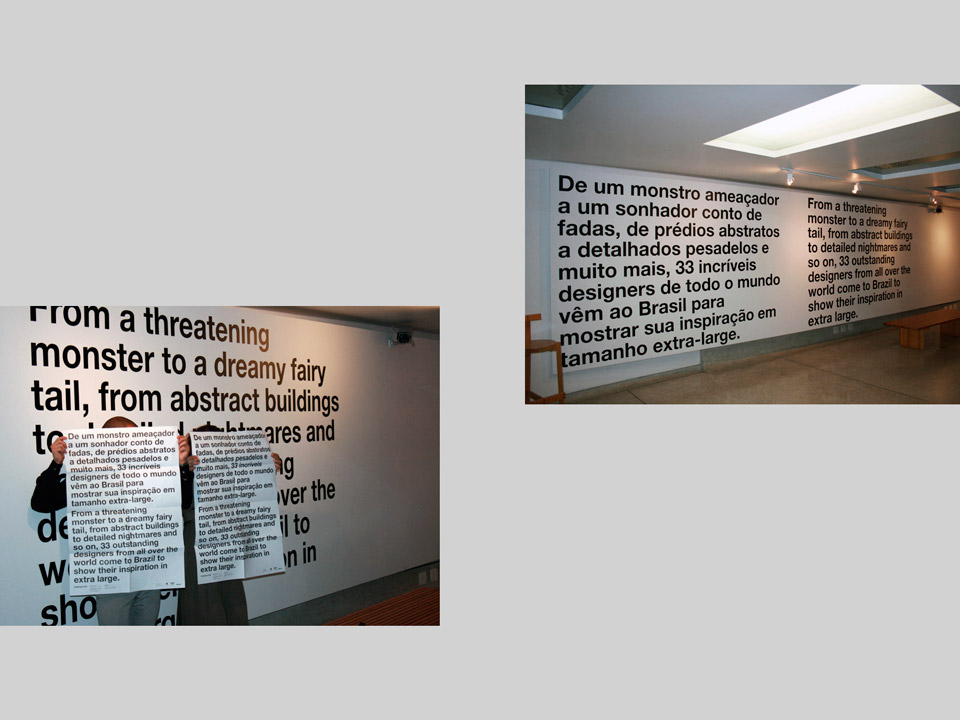 De um monstro ameaçador
a um sonhador conto de
fadas, de prédios abstratos
a detalhados pesadelos e
muito mais, 33 incríveis
designers de todo o mundo
vêm ao Brasil para
mostrar sua inspiração em
tamanho extra-large.
From a threatening
monster to a dreamy fairy
tail, from abstract buildings
to detailed nightmares and
so on, 33 outstanding
designers from all over the
world come to Brazil to
show their inspiration in
extra large.
From a threatening
monster to a dreamy fairy
tail, from abstract buildings
and
over the
to
in
De um monstro ameaçador
a um sonhador conto de
fadas, de prédios abstratos
a detalhados pesadelos e
muito mais, 33 incríveis
designers de todo o mundo
vêm ao Brasil para
mostrar sua inspiração em
tamanho extra-large.
From a threatening
monster to a dreamy fairy
tail, from abstract buildings
to detailed nightmares and
so on, 33 outstanding
designers from all over the
world come to Brazil to
show their inspiration in
extra large.
De um monstro ameaçador
a um sonhador conto de
fadas, de prédios abstratos
a detalhados pesadelos e
muito mais, 33 incríveis
designers de todo o mundo
vêm ao Brasil para
mostrar sua inspiração em
tamanho extra-large.
From a threatening
monster to a dreamy fairy
tail, from abstract buildings
to detailed nightmares and
so on, 33 outstanding
designers from all over the
world come to Brazil to
show their inspiration in
extra large.